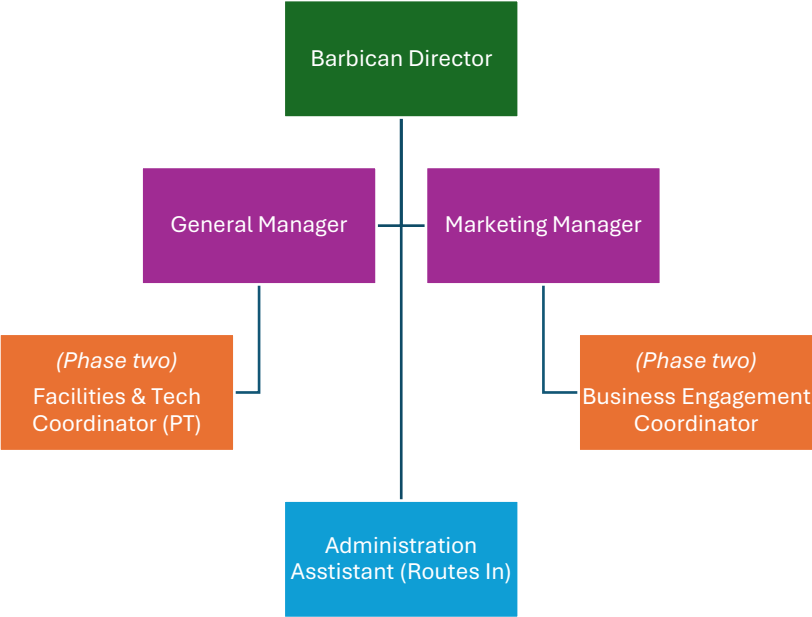 Barbican Director
General Manager
Marketing Manager
(Phase two)
Facilities & Tech
Coordinator (PT)
(Phase two)
Business Engagement
Coordinator
Administration
Asstistant (Routes In)